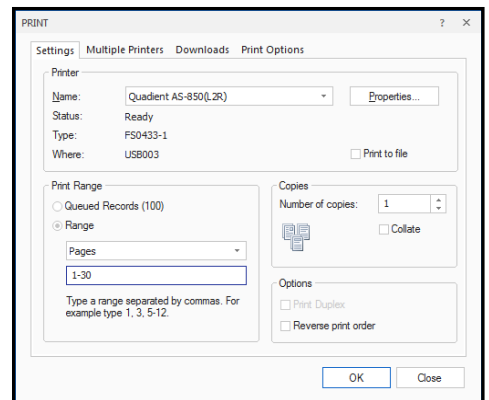 PRINT ? ×
Settings Multiple Printers Downloads Print Options
Printer
Name: Quadient AS-850(L2R) Properties...
Status: Ready
Type: FS0433-1
Where: USB003 Print to file
Print Range
Queued Records (100)
Range
Pages
1-30
Type a range separated by commas. For
example type 1, 3, 5-12.
Copies
Number of copies: 1
Collate
Options
Print Duplex
Reverse print order
OK Close